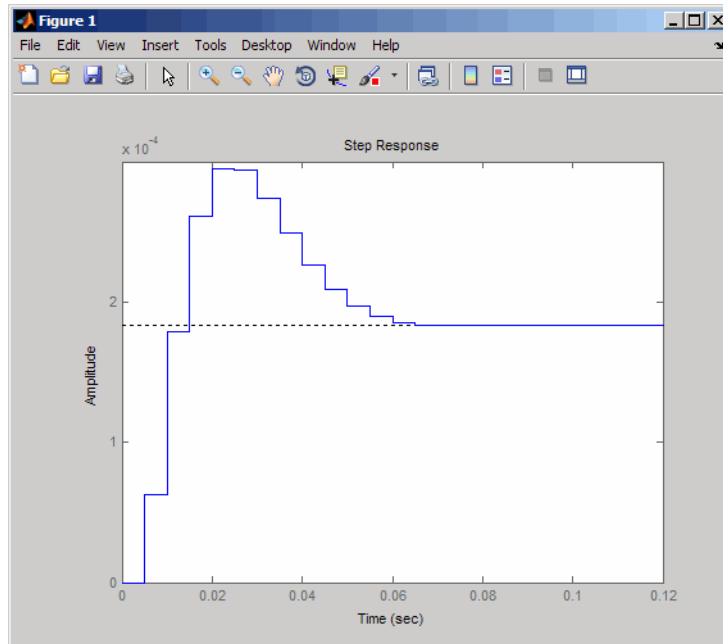 Figure 1
File Edit View Insert Tools Desktop Window Help
x 10⁻⁴
Step Response
2
1
0
Amplitude
0 0.02 0.04 0.06 0.08 0.1 0.12
Time (sec)